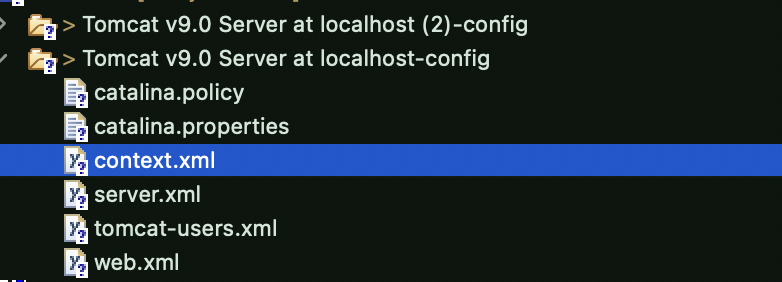 > Tomcat v9.0 Server at localhost (2)-config
> Tomcat v9.0 Server at localhost-config
catalina.policy
catalina.properties
context.xml
server.xml
tomcat-users.xml
web.xml